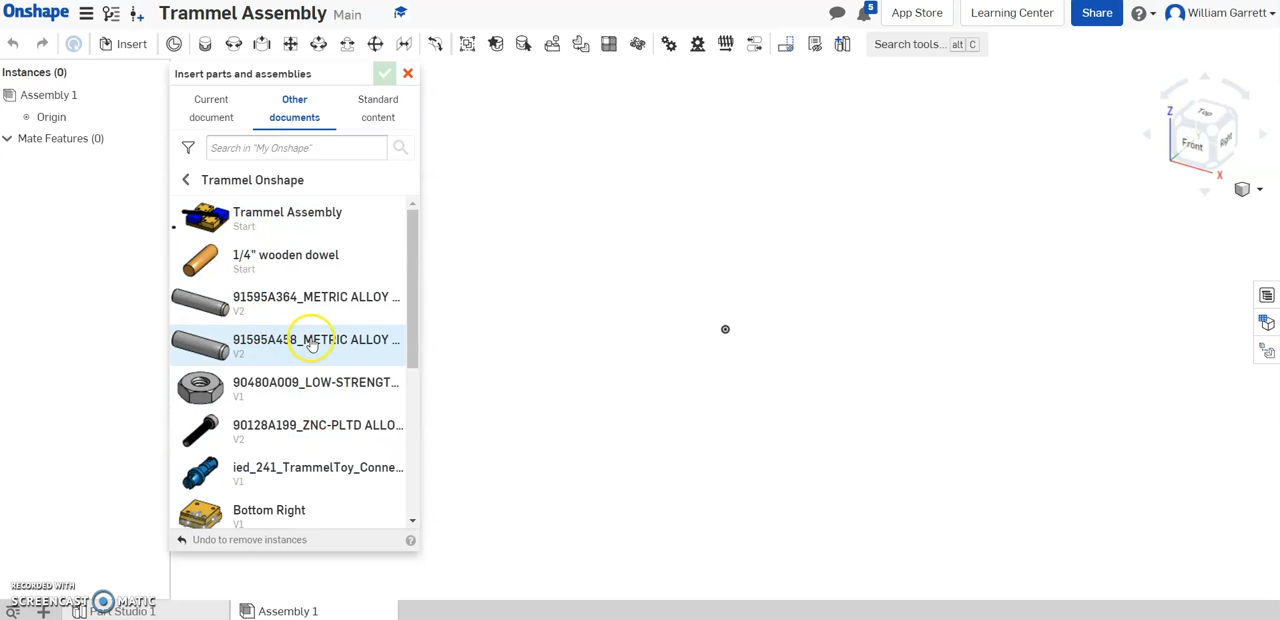 Onshape Trammel Assembly Main 5 App Store Learning Center Share William Garrett
Insert Search tools... alt C
Instances (0)
Assembly 1
Origin
Mate Features (0)
Insert parts and assemblies
Current document
Other documents
Standard content
Search in "My Onshape"
Trammel Onshape
Trammel Assembly
Start
1/4" wooden dowel
Start
91595A364_METRIC ALLOY ...
V2
91595A458_METRIC ALLOY ...
V2
90480A009_LOW-STRENGT...
V1
90128A199_ZNC-PLTD ALLO...
V2
ied_241_TrammelToy_Conne...
V1
Bottom Right
V1
Undo to remove instances
Top
Front
Right
Z
X
RECORDED WITH
SCREENCAST MATIC
Part Studio 1
Assembly 1